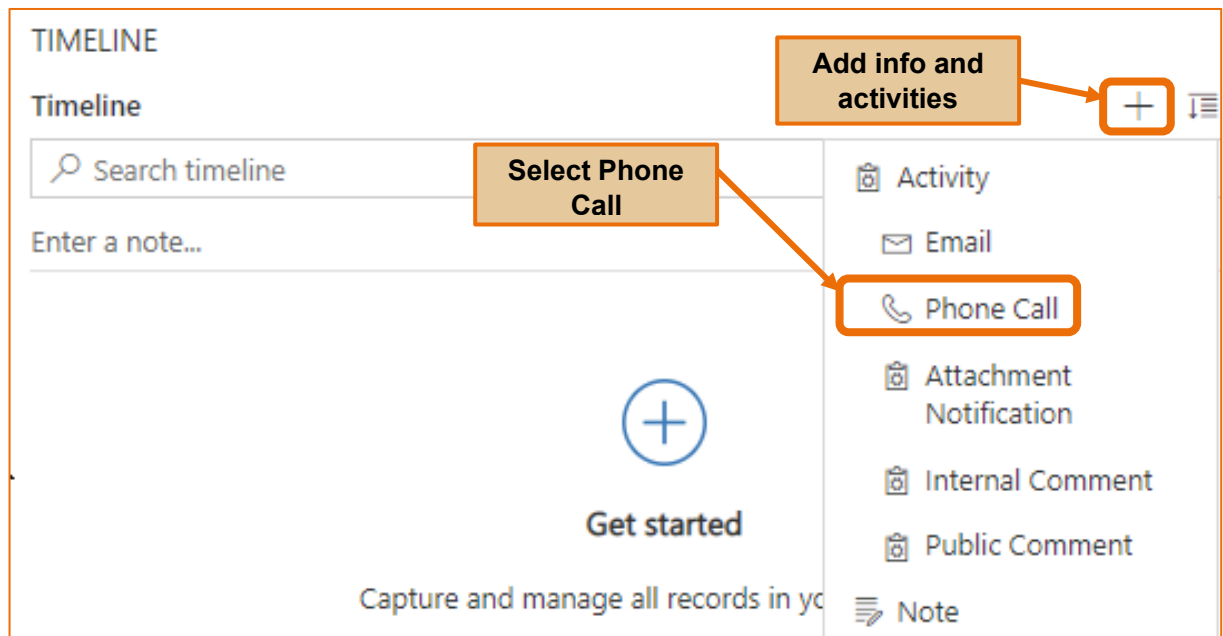 TIMELINE
Add info and
activities
Timeline
Search timeline
Select Phone
Call
Activity
Enter a note...
Email
Phone Call
Attachment
Notification
Internal Comment
Get started
Public Comment
Capture and manage all records in
Note